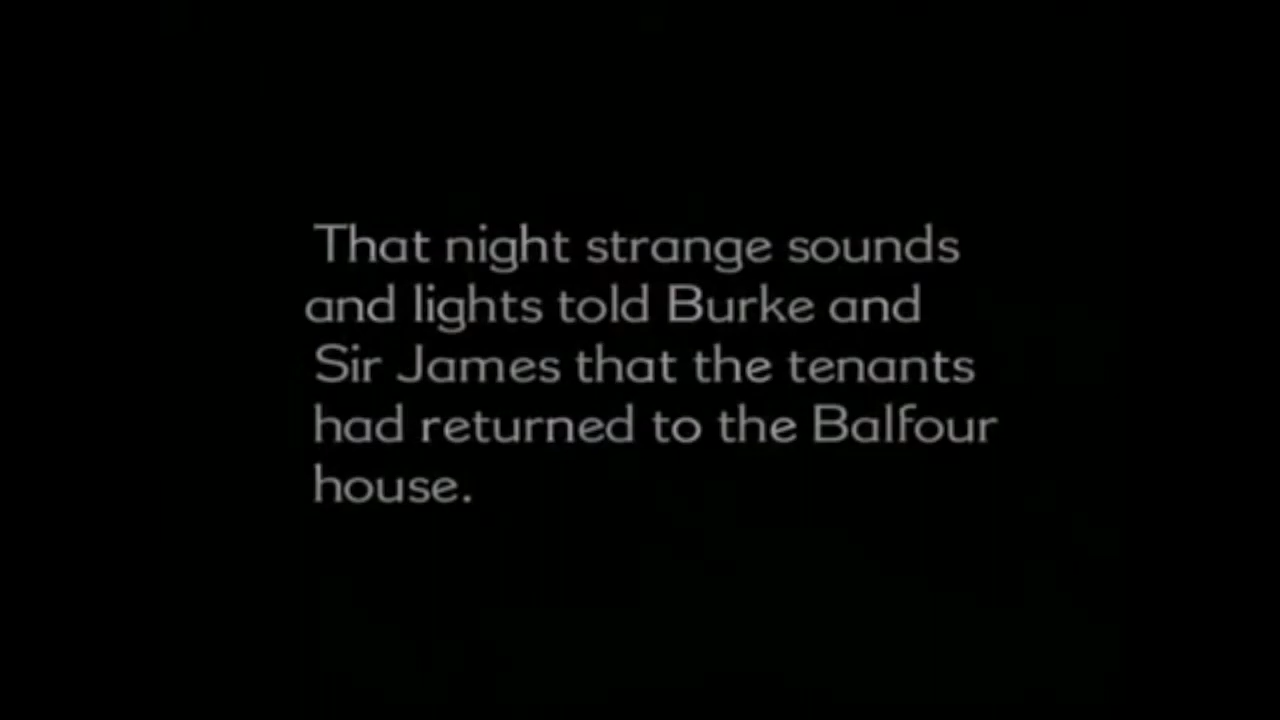 That night strange sounds
and lights told Burke and
Sir James that the tenants
had returned to the Balfour
house.